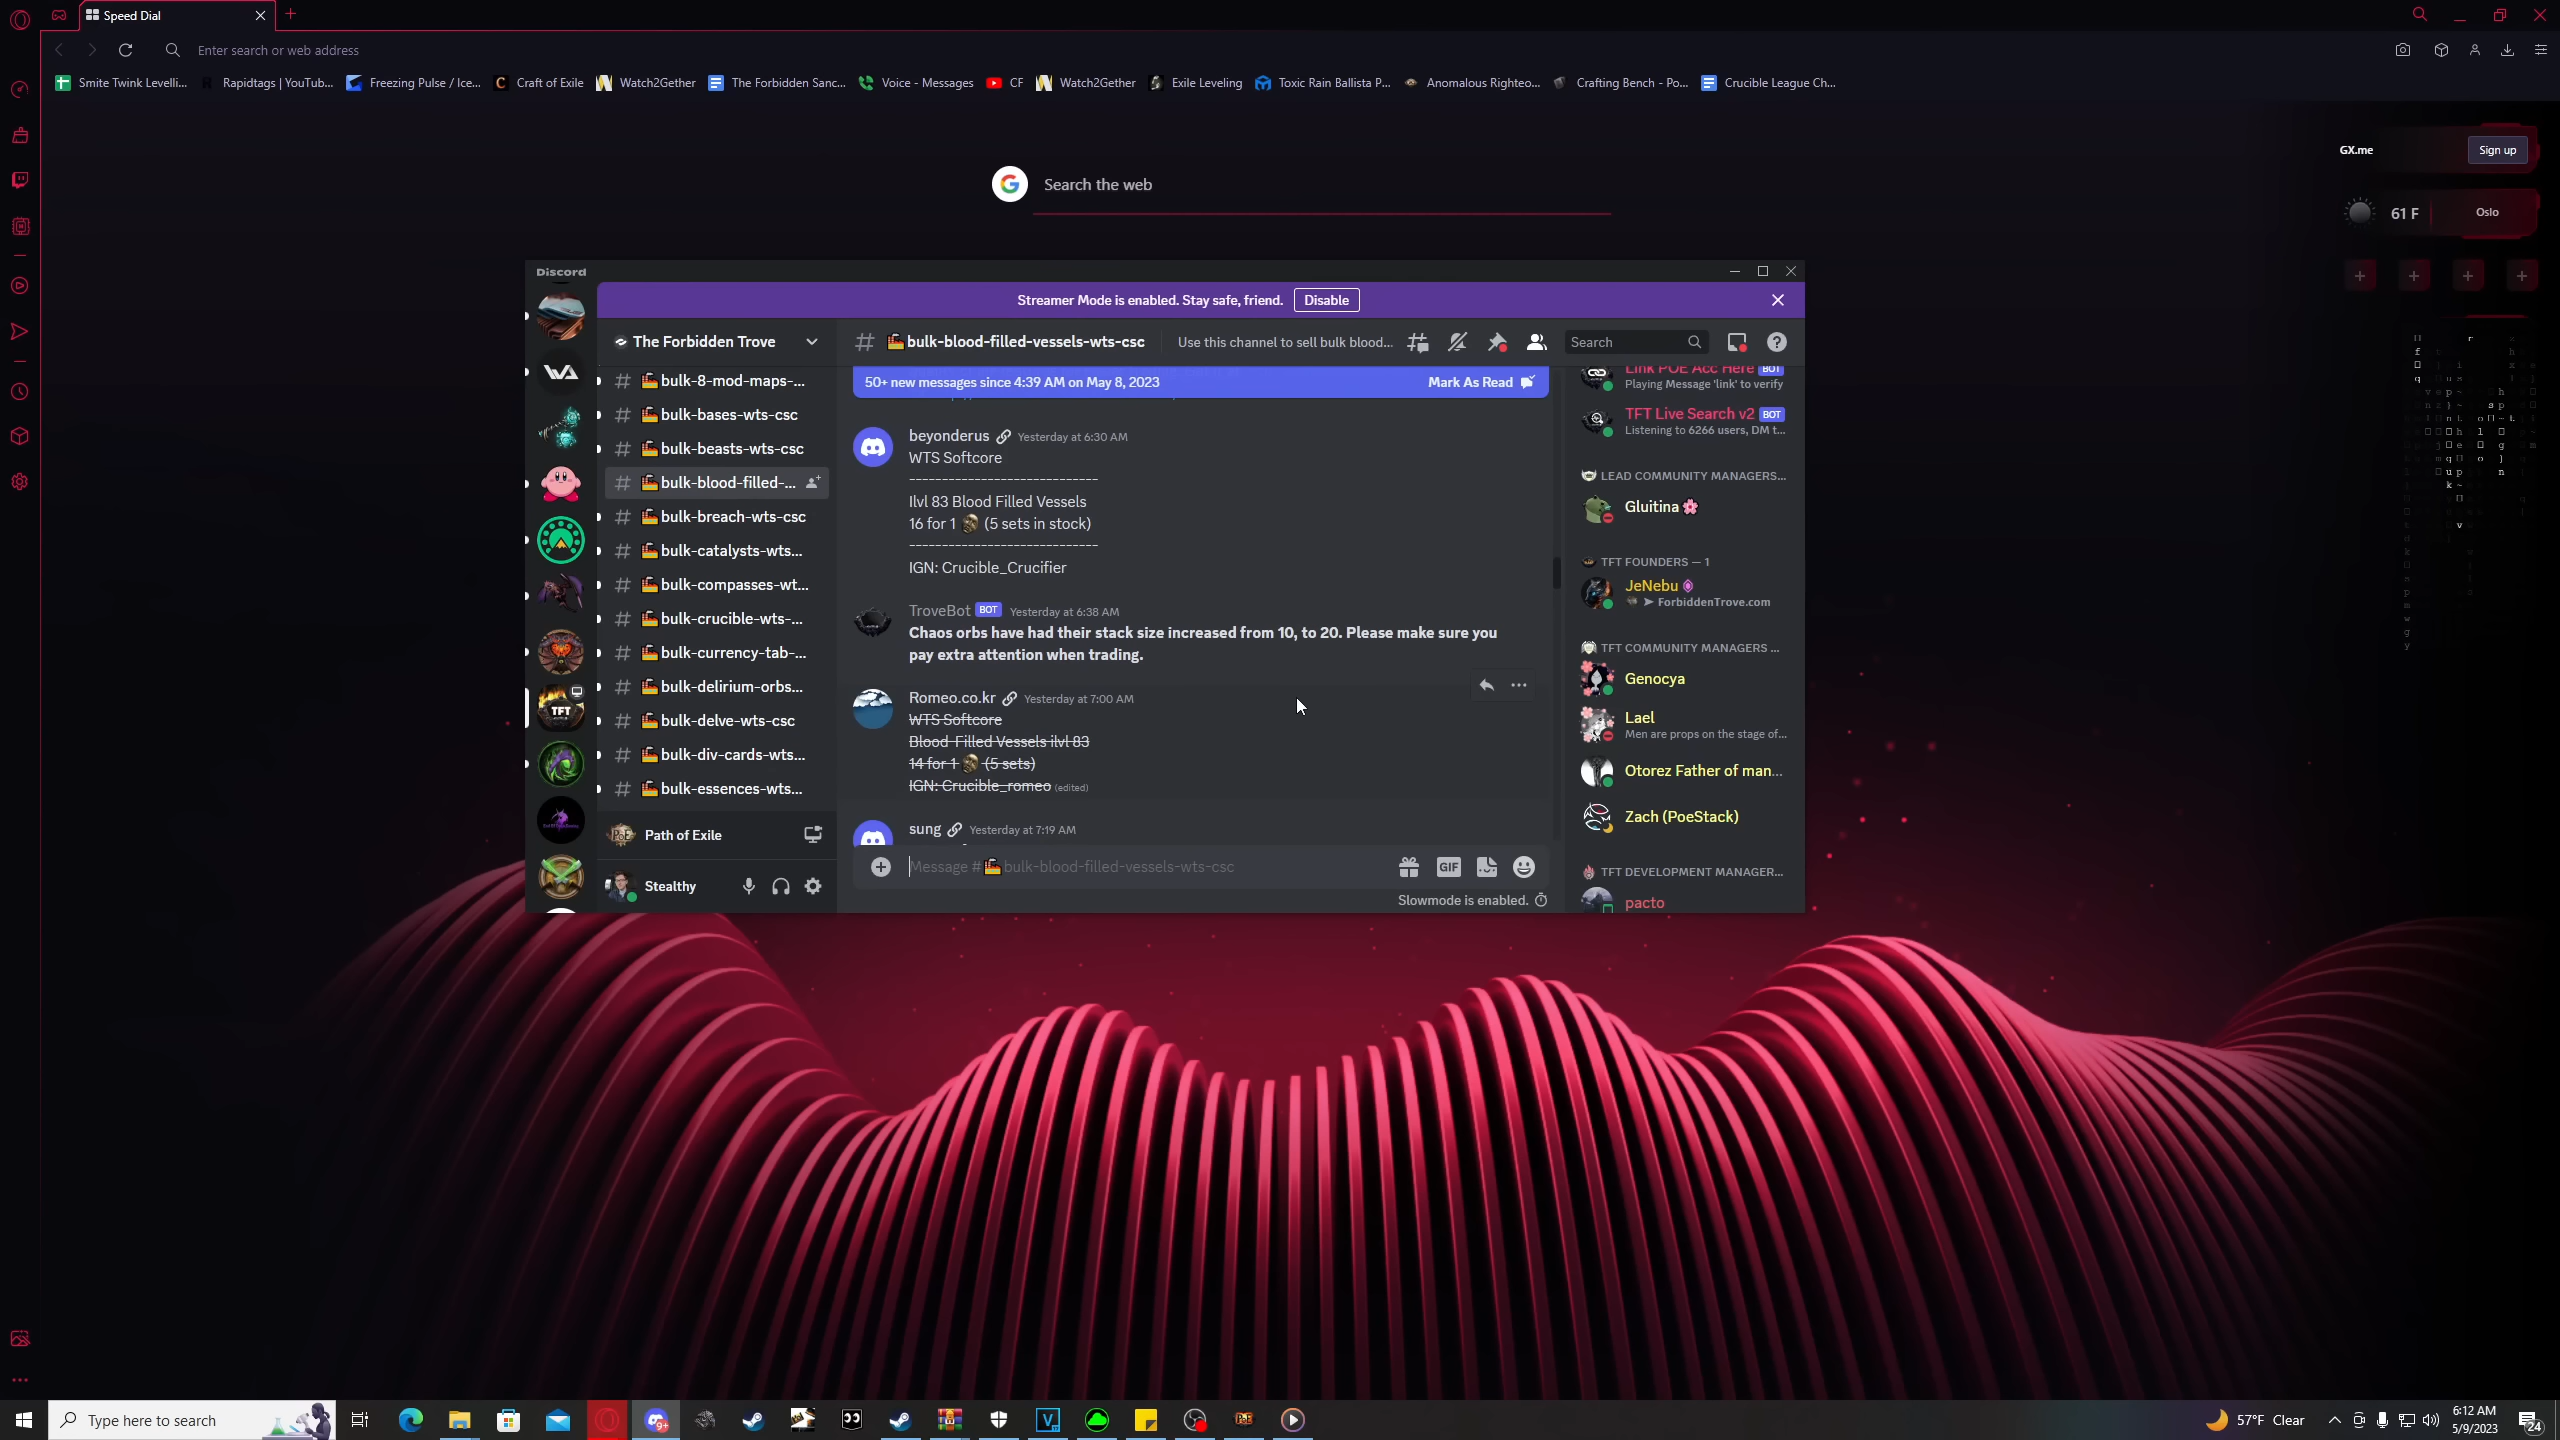 Speed Dial
Enter search or web address
Smite Twink Levelli...
Rapidtags | YouTub...
Freezing Pulse / Ice...
Craft of Exile
Watch2Gether
The Forbidden Sanc...
Voice - Messages
CF
Watch2Gether
Exile Leveling
Toxic Rain Ballista P...
Anomalous Righteo...
Crafting Bench - Po...
Crucible League Ch...
GX.me
Sign up
Search the web
61 F
Oslo
Discord
Streamer Mode is enabled. Stay safe, friend.
Disable
The Forbidden Trove
bulk-8-mod-maps-...
bulk-bases-wts-csc
bulk-beasts-wts-csc
bulk-blood-filled-...
bulk-breach-wts-csc
bulk-catalysts-wts...
bulk-compasses-wt...
bulk-crucible-wts-...
bulk-currency-tab-...
bulk-delirium-orbs...
bulk-delve-wts-csc
bulk-div-cards-wts...
bulk-essences-wts...
Path of Exile
Stealthy
WA
TFT
bulk-blood-filled-vessels-wts-csc
Use this channel to sell bulk blood...
Search
50+ new messages since 4:39 AM on May 8, 2023
Mark As Read
beyonderus Yesterday at 6:30 AM
WTS Softcore
-----------------------------
Ilvl 83 Blood Filled Vessels
16 for 1 (5 sets in stock)
-----------------------------
IGN: Crucible_Crucifier
TroveBot BOT Yesterday at 6:38 AM
Chaos orbs have had their stack size increased from 10, to 20. Please make sure you
pay extra attention when trading.
Romeo.co.kr Yesterday at 7:00 AM
WTS Softcore
Blood-Filled Vessels ilvl 83
14 for 1 (5 sets)
IGN: Crucible_romeo (edited)
sung Yesterday at 7:19 AM
Message # bulk-blood-filled-vessels-wts-csc
GIF
Slowmode is enabled.
Link POE Acc Here BOT
Playing Message 'link' to verify
TFT Live Search v2 BOT
Listening to 6266 users, DM t...
LEAD COMMUNITY MANAGERS...
Gluitina
TFT FOUNDERS — 1
JeNebu
➤ ForbiddenTrove.com
TFT COMMUNITY MANAGERS ...
Genocya
Lael
Men are props on the stage of...
Otorez Father of man...
Zach (PoeStack)
TFT DEVELOPMENT MANAGER...
pacto
Type here to search
9+
57°F Clear
6:12 AM
5/9/2023
24